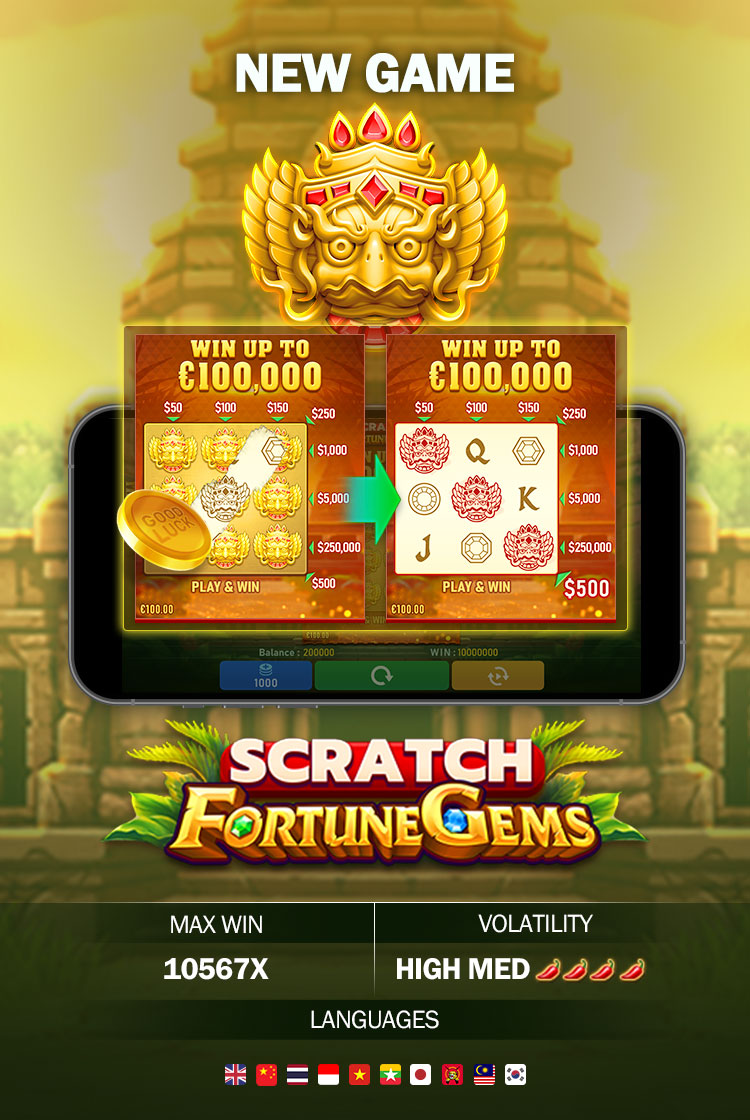 NEW GAME
WIN UP TO
€100,000
$50 $100 $150 $250
$1,000
$5,000
$250,000
$500
GOOD
LUCK
PLAY & WIN
€100.00
WIN UP TO
€100,000
$50 $100 $150 $250
Q
$1,000
K
$5,000
J
$250,000
$500
PLAY & WIN
€100.00
Balance : 200000
WIN : 10000000
1000
SCRATCH
FORTUNE GEMS
MAX WIN
VOLATILITY
10567X
HIGH MED
LANGUAGES